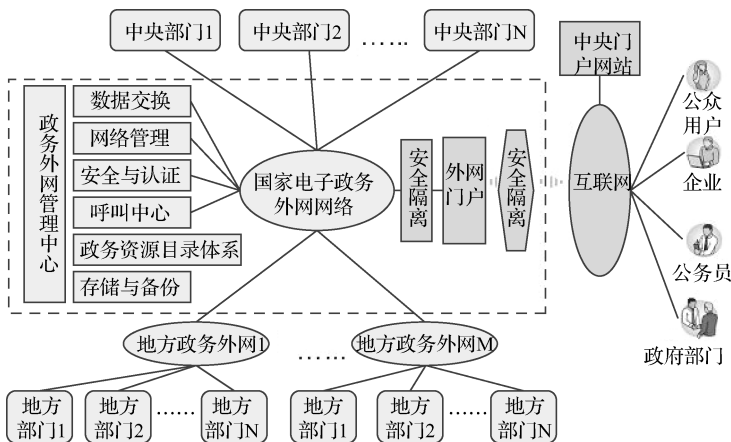 中央部门1
中央部门2
……
中央部门N
中央门
户网站
政务外网管理中心
数据交换
网络管理
安全与认证
呼叫中心
政务资源目录体系
存储与备份
国家电子政务
外网网络
安全隔离
外网
门户
安全隔离
互联网
公众
用户
企业
公务员
政府部门
地方政务外网1
……
地方政务外网M
地方
部门1
地方
部门2
……
地方
部门N
地方
部门1
地方
部门2
……
地方
部门N